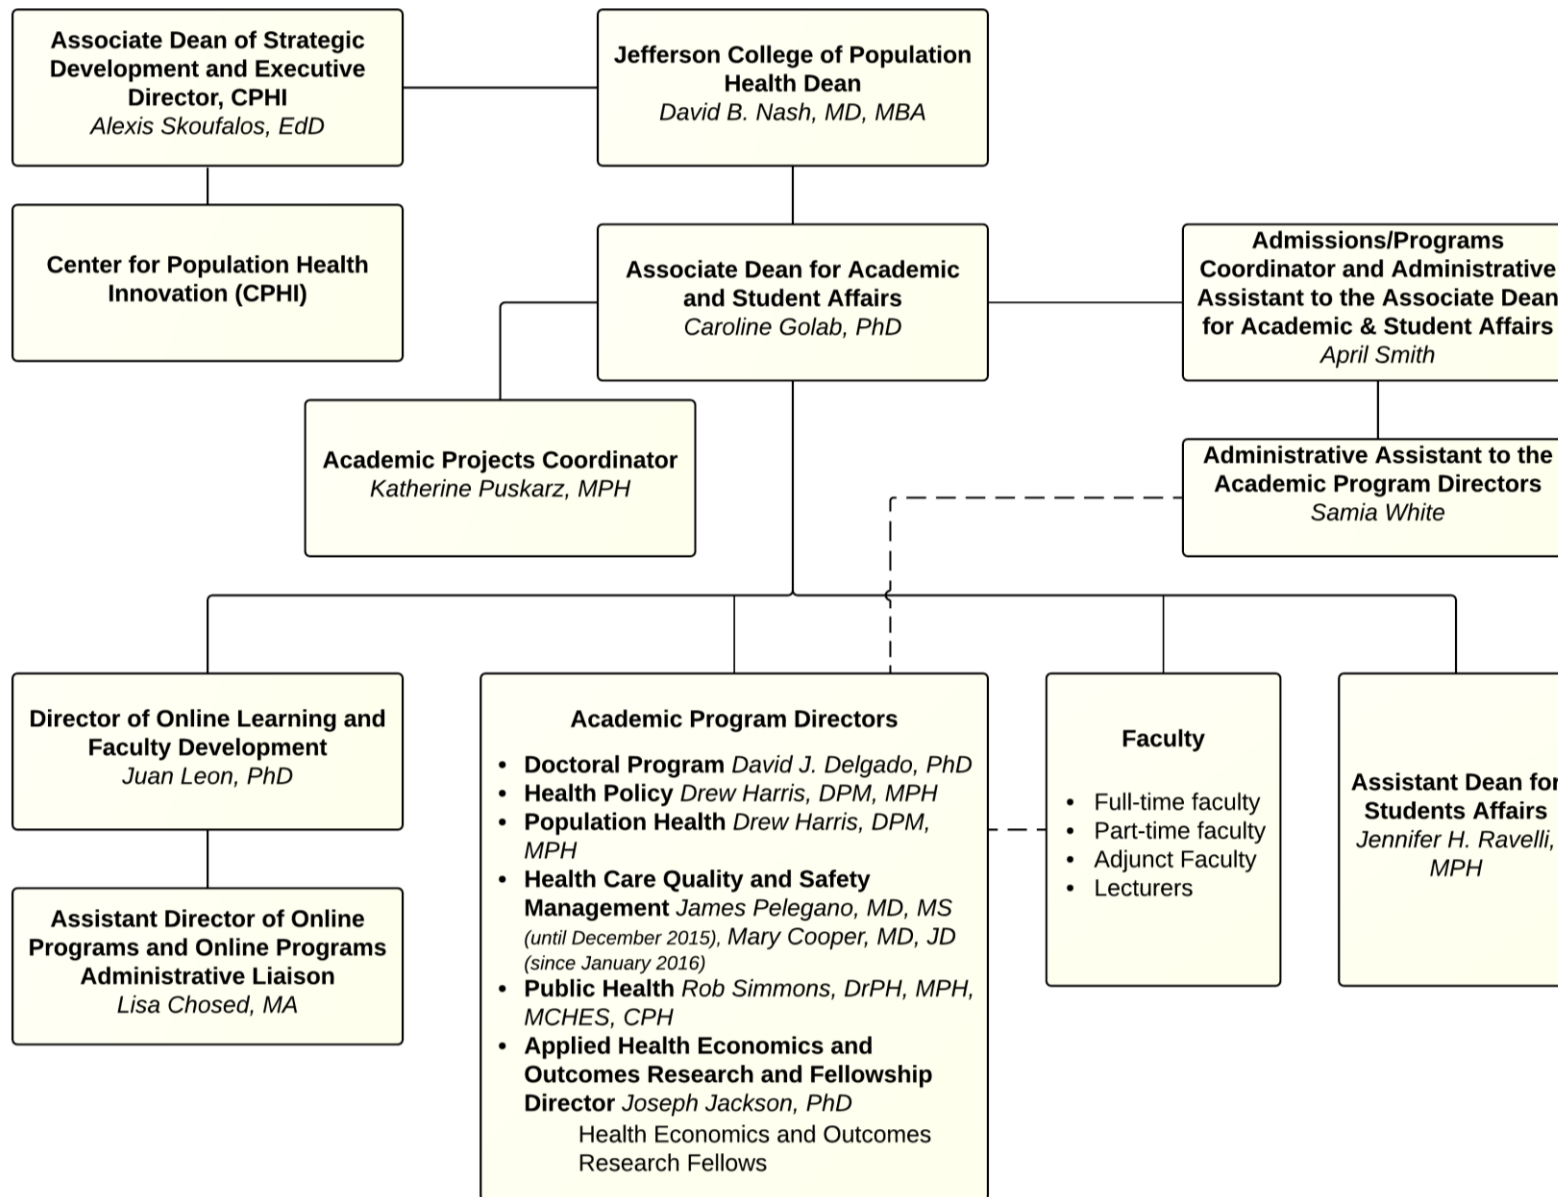 Associate Dean of Strategic
Development and Executive
Director, CPHI
Alexis Skoufalos, EdD
Jefferson College of Population
Health Dean
David B. Nash, MD, MBA
Center for Population Health
Innovation (CPHI)
Associate Dean for Academic
and Student Affairs
Caroline Golab, PhD
Admissions/Programs
Coordinator and Administrative
Assistant to the Associate Dean
for Academic & Student Affairs
April Smith
Academic Projects Coordinator
Katherine Puskarz, MPH
Administrative Assistant to the
Academic Program Directors
Samia White
Director of Online Learning and
Faculty Development
Juan Leon, PhD
Assistant Director of Online
Programs and Online Programs
Administrative Liaison
Lisa Chosed, MA
Academic Program Directors
• Doctoral Program David J. Delgado, PhD
• Health Policy Drew Harris, DPM, MPH
• Population Health Drew Harris, DPM,
MPH
• Health Care Quality and Safety
Management James Pelegano, MD, MS
(until December 2015), Mary Cooper, MD, JD
(since January 2016)
• Public Health Rob Simmons, DrPH, MPH,
MCHES, CPH
• Applied Health Economics and
Outcomes Research and Fellowship
Director Joseph Jackson, PhD
Health Economics and Outcomes
Research Fellows
Faculty
• Full-time faculty
• Part-time faculty
• Adjunct Faculty
• Lecturers
Assistant Dean for
Students Affairs
Jennifer H. Ravelli,
MPH